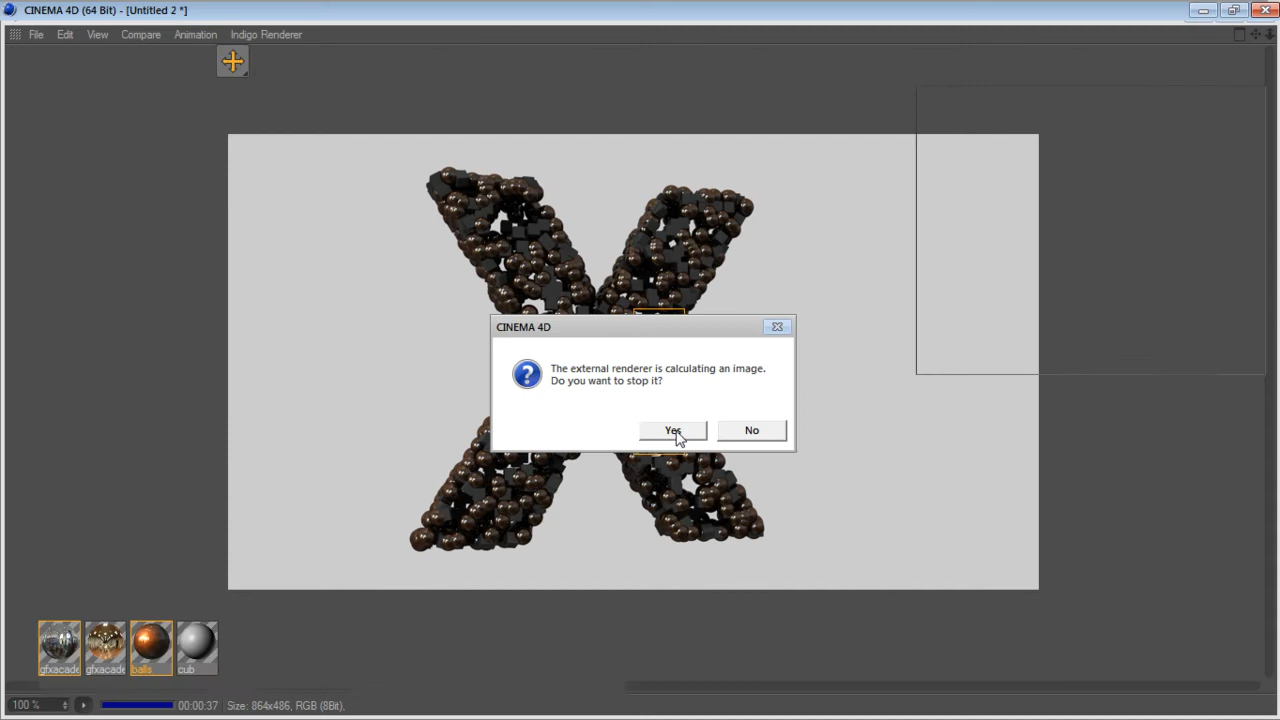 CINEMA 4D (64 Bit) - [Untitled 2 *]
File Edit View Compare Animation Indigo Renderer
CINEMA 4D
The external renderer is calculating an image.
Do you want to stop it?
Yes No
gfxacade gfxacade balls cub
100 % 00:00:37 Size: 864x486, RGB (8Bit),